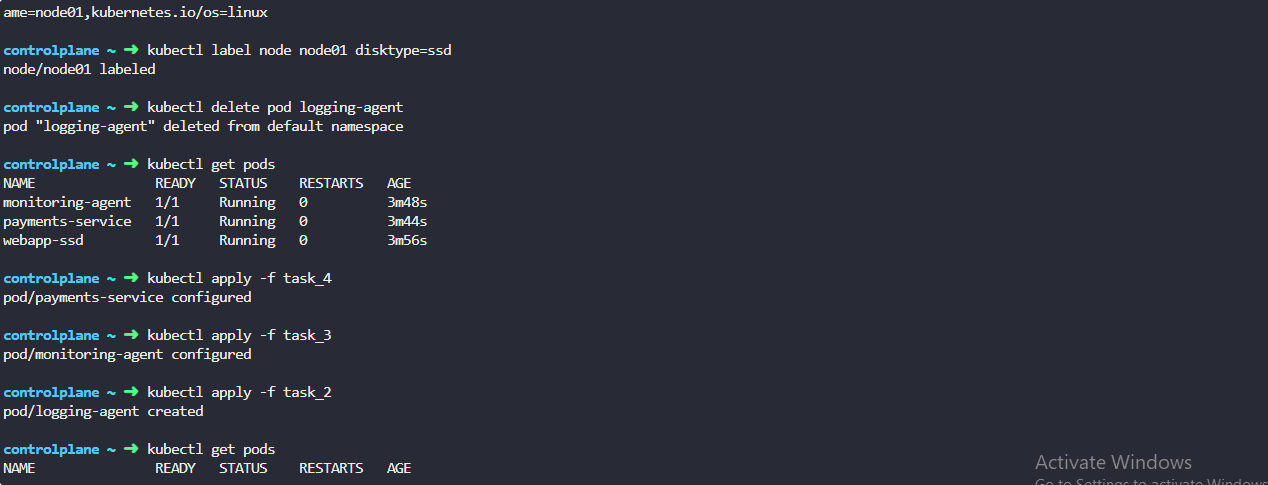 ame=node01,kubernetes.io/os=linux
controlplane ~ ➜ kubectl label node node01 disktype=ssd
node/node01 labeled
controlplane ~ ➜ kubectl delete pod logging-agent
pod "logging-agent" deleted from default namespace
controlplane ~ ➜ kubectl get pods
NAME READY STATUS RESTARTS AGE
monitoring-agent 1/1 Running 0 3m48s
payments-service 1/1 Running 0 3m44s
webapp-ssd 1/1 Running 0 3m56s
controlplane ~ ➜ kubectl apply -f task_4
pod/payments-service configured
controlplane ~ ➜ kubectl apply -f task_3
pod/monitoring-agent configured
controlplane ~ ➜ kubectl apply -f task_2
pod/logging-agent created
controlplane ~ ➜ kubectl get pods
NAME READY STATUS RESTARTS AGE
Activate Windows
Go to Settings to activate Windows